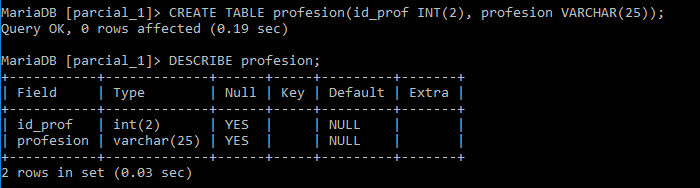 MariaDB [parcial_1]> CREATE TABLE profesion(id_prof INT(2), profesion VARCHAR(25));
Query OK, 0 rows affected (0.19 sec)
MariaDB [parcial_1]> DESCRIBE profesion;
+-----------+-------------+------+-----+---------+-------+
| Field     | Type        | Null | Key | Default | Extra |
+-----------+-------------+------+-----+---------+-------+
| id_prof   | int(2)      | YES  |     | NULL    |       |
| profesion | varchar(25) | YES  |     | NULL    |       |
+-----------+-------------+------+-----+---------+-------+
2 rows in set (0.03 sec)